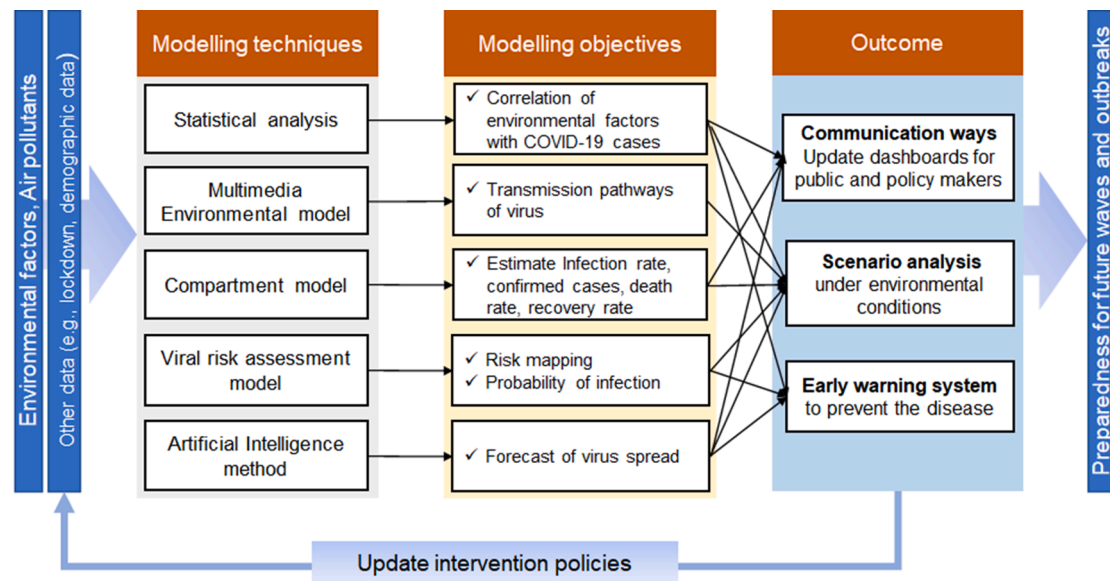 Environmental factors, Air pollutants
Other data (e.g., lockdown, demographic data)
Modelling techniques
Statistical analysis
Multimedia
Environmental model
Compartment model
Viral risk assessment
model
Artificial Intelligence
method
Modelling objectives
✓ Correlation of
environmental factors
with COVID-19 cases
✓ Transmission pathways
of virus
✓ Estimate Infection rate,
confirmed cases, death
rate, recovery rate
✓ Risk mapping
✓ Probability of infection
✓ Forecast of virus spread
Outcome
Communication ways
Update dashboards for
public and policy makers
Scenario analysis
under environmental
conditions
Early warning system
to prevent the disease
Preparedness for future waves and outbreaks
Update intervention policies